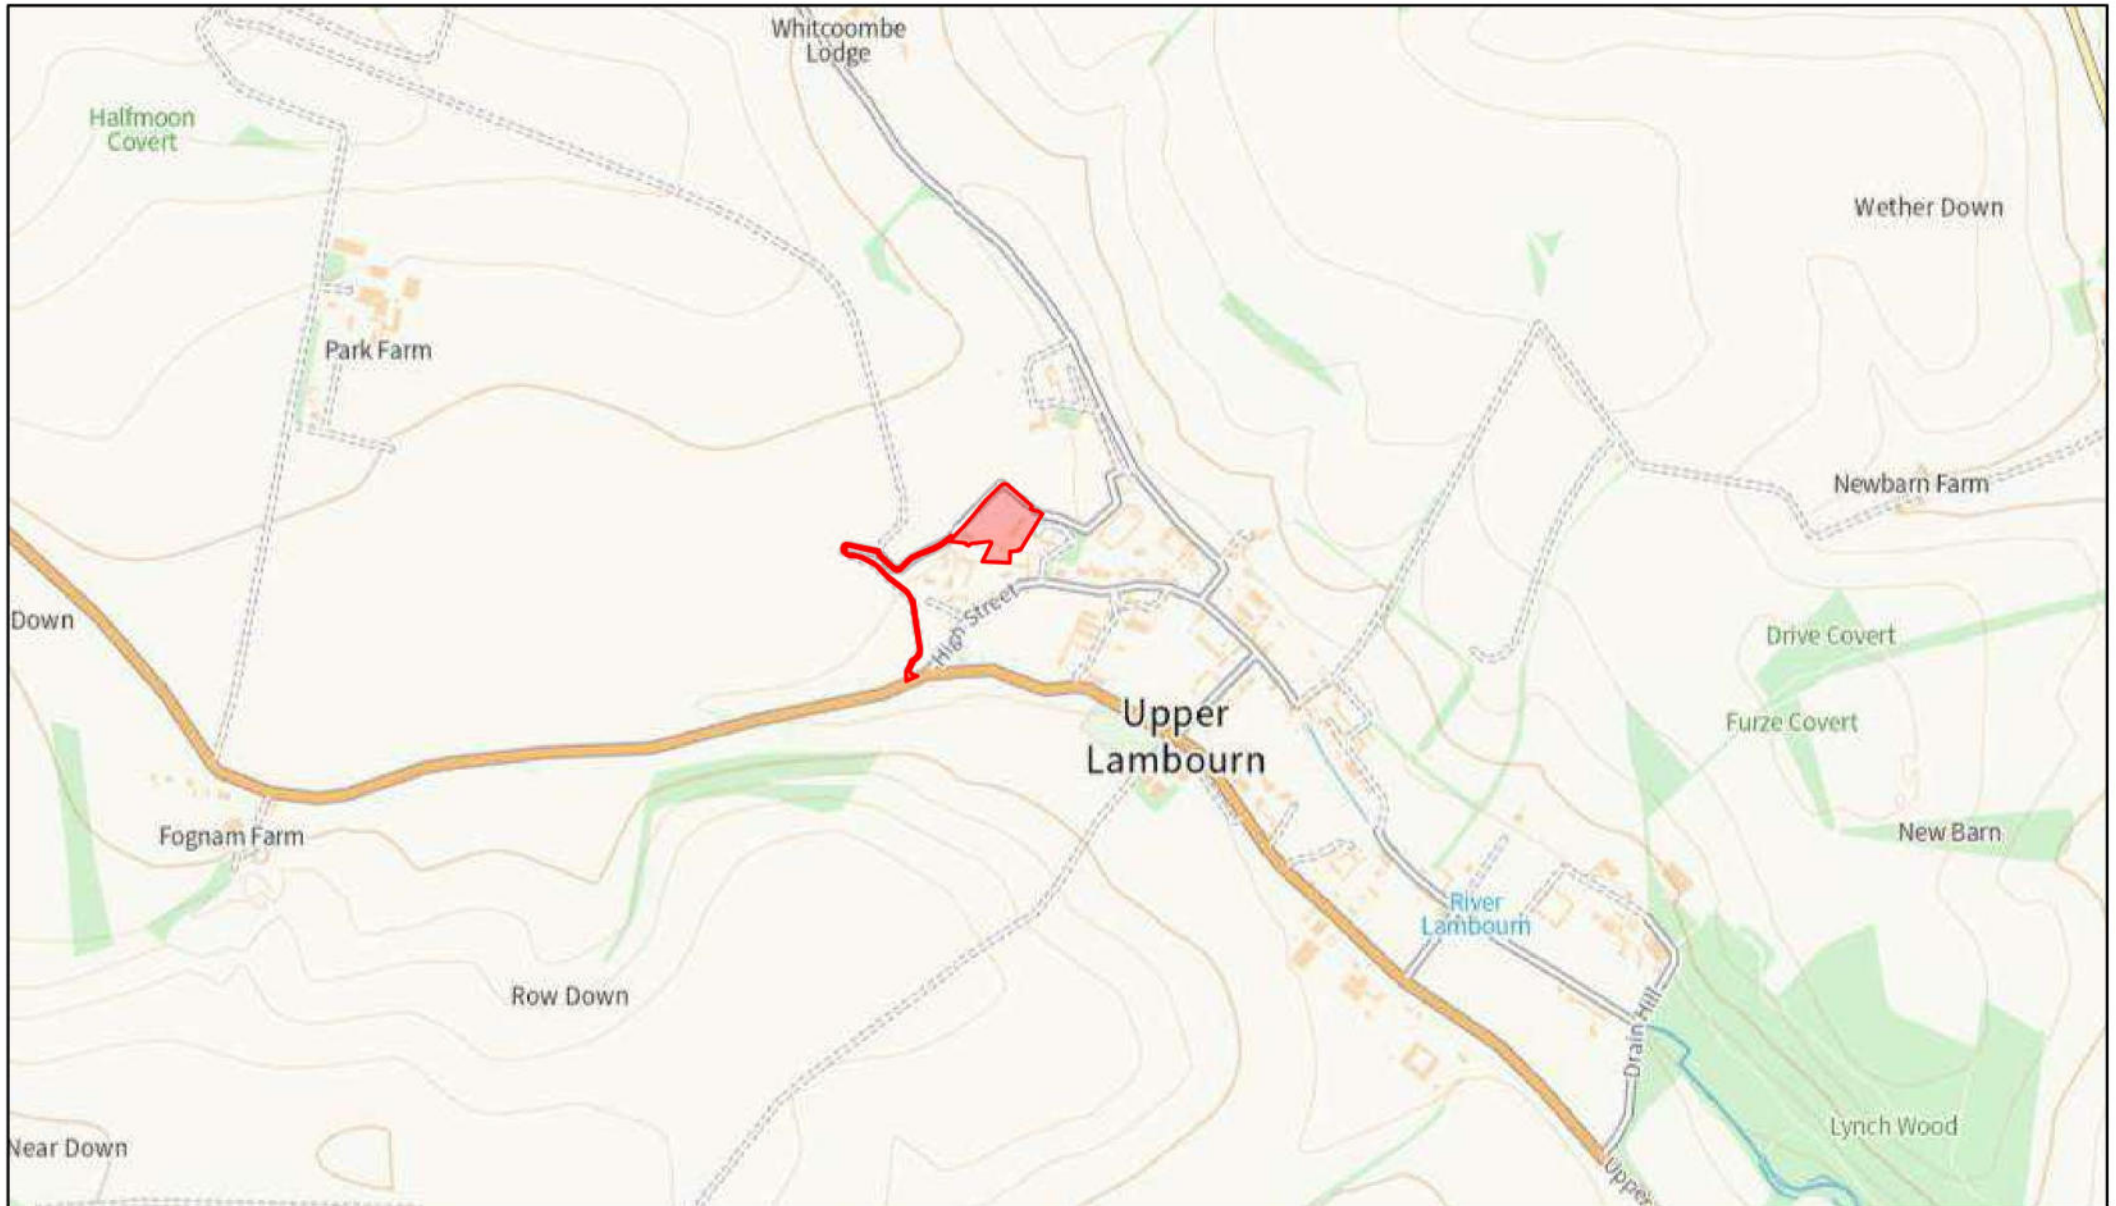 Whitcoombe
Lodge
Halfmoon
Covert
Wether Down
Park Farm
Newbarn Farm
High Street
Down
Drive Covert
Furze Covert
Upper
Lambourn
New Barn
Fognam Farm
River
Lambourn
Row Down
Drain Hill
Lynch Wood
Near Down
Upper